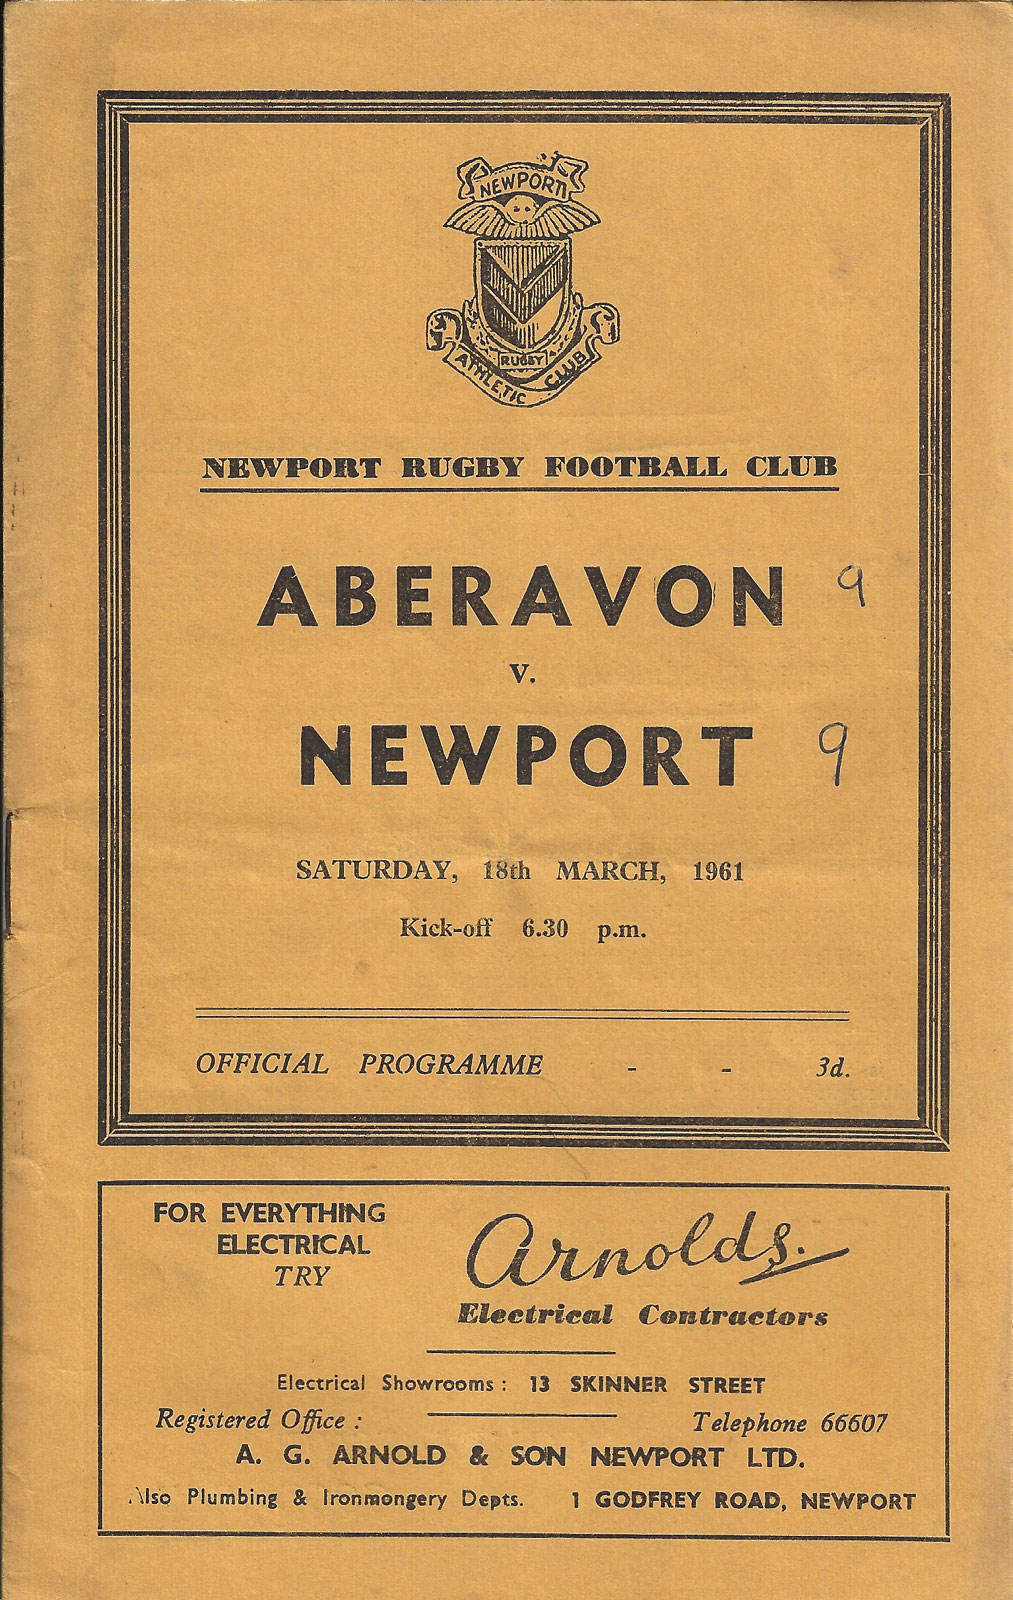 NEWPORT
RUGBY
ATHLETIC CLUB
NEWPORT RUGBY FOOTBALL CLUB
ABERAVON 9
v.
NEWPORT 9
SATURDAY, 18th MARCH, 1961
Kick-off 6.30 p.m.
OFFICIAL PROGRAMME - - 3d.
FOR EVERYTHING
ELECTRICAL
TRY
Arnolds.
Electrical Contractors
Electrical Showrooms : 13 SKINNER STREET
Registered Office : Telephone 66607
A. G. ARNOLD & SON NEWPORT LTD.
Also Plumbing & Ironmongery Depts. 1 GODFREY ROAD, NEWPORT